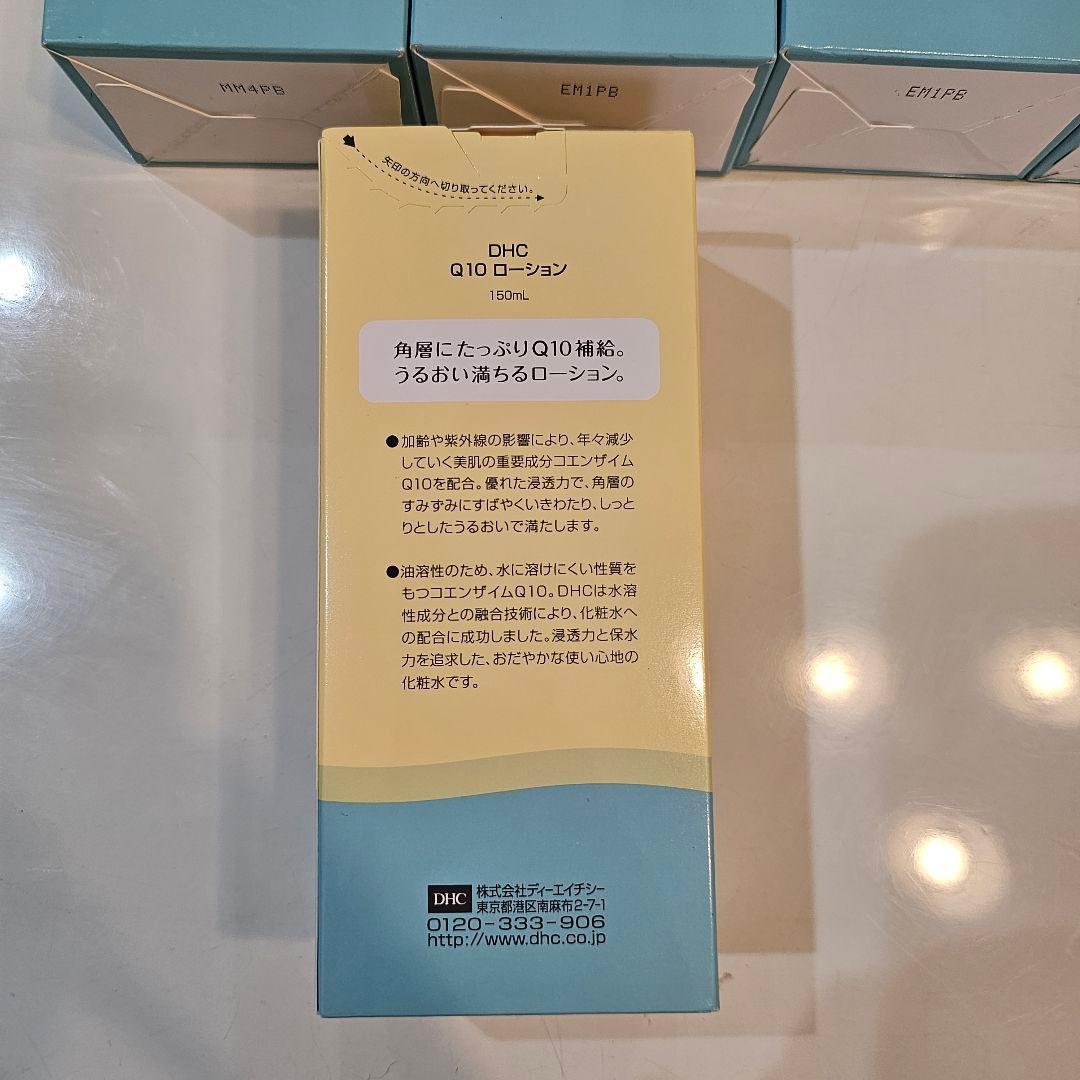 MM4PB
EM1PB
EM1PB
矢印の方向へ切り取ってください。
DHC
Q10 ローション
150mL
角層にたっぷりQ10補給。
うるおい満ちるローション。
●加齢や紫外線の影響により、年々減少
していく美肌の重要成分コエンザイム
Q10を配合。優れた浸透力で、角層の
すみずみにすばやくいきわたり、しっと
りとしたうるおいで満たします。
●油溶性のため、水に溶けにくい性質を
もつコエンザイムQ10。DHCは水溶
性成分との融合技術により、化粧水へ
の配合に成功しました。浸透力と保水
力を追求した、おだやかな使い心地の
化粧水です。
DHC 株式会社ディーエイチシー
東京都港区南麻布2-7-1
0120-333-906
http://www.dhc.co.jp